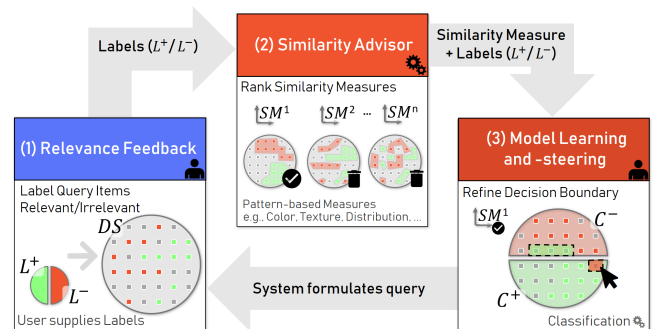 Labels (L⁺/L⁻)
(2) Similarity Advisor
Similarity Measure
+ Labels (L⁺/L⁻)
Rank Similarity Measures
SM¹ SM² ... SMⁿ
Pattern-based Measures
e.g., Color, Texture, Distribution, ...
(1) Relevance Feedback
Label Query Items
Relevant/Irrelevant
DS
L⁺
L⁻
User supplies Labels
(3) Model Learning
and -steering
Refine Decision Boundary
SM¹
C⁻
C⁺
Classification
System formulates query